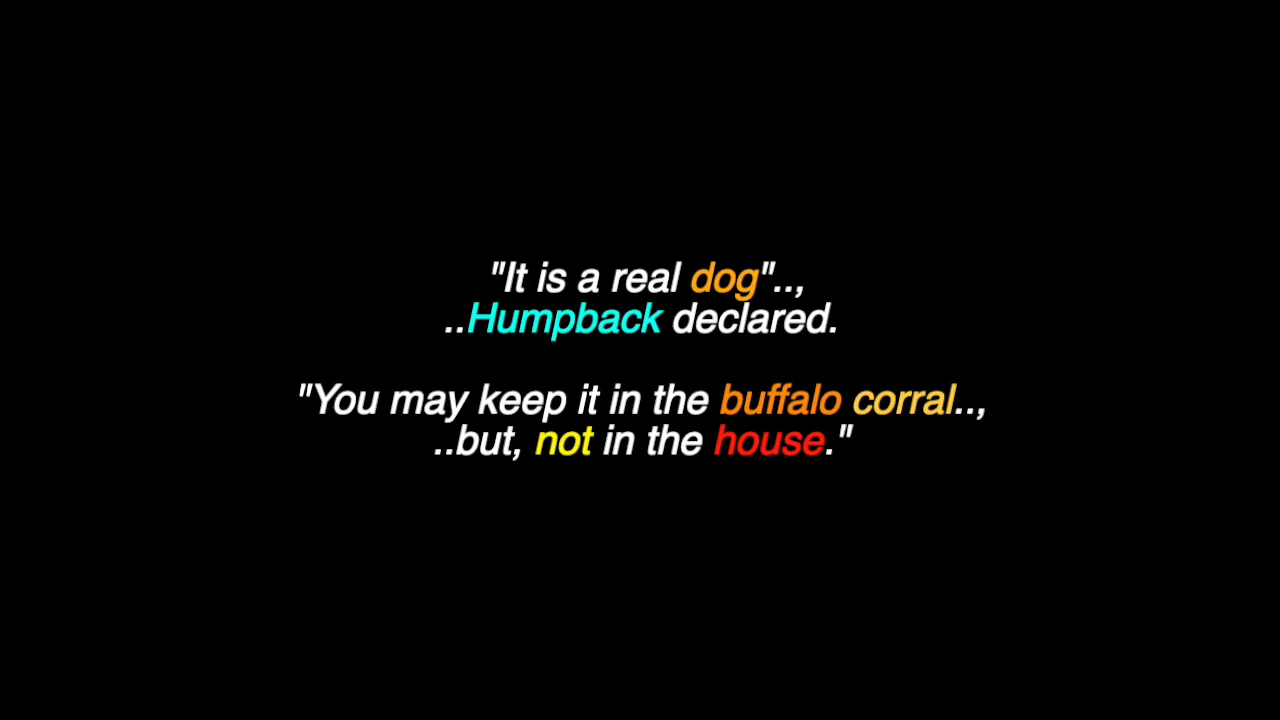 "It is a real dog"..,
..Humpback declared.
"You may keep it in the buffalo corral..,
..but, not in the house."